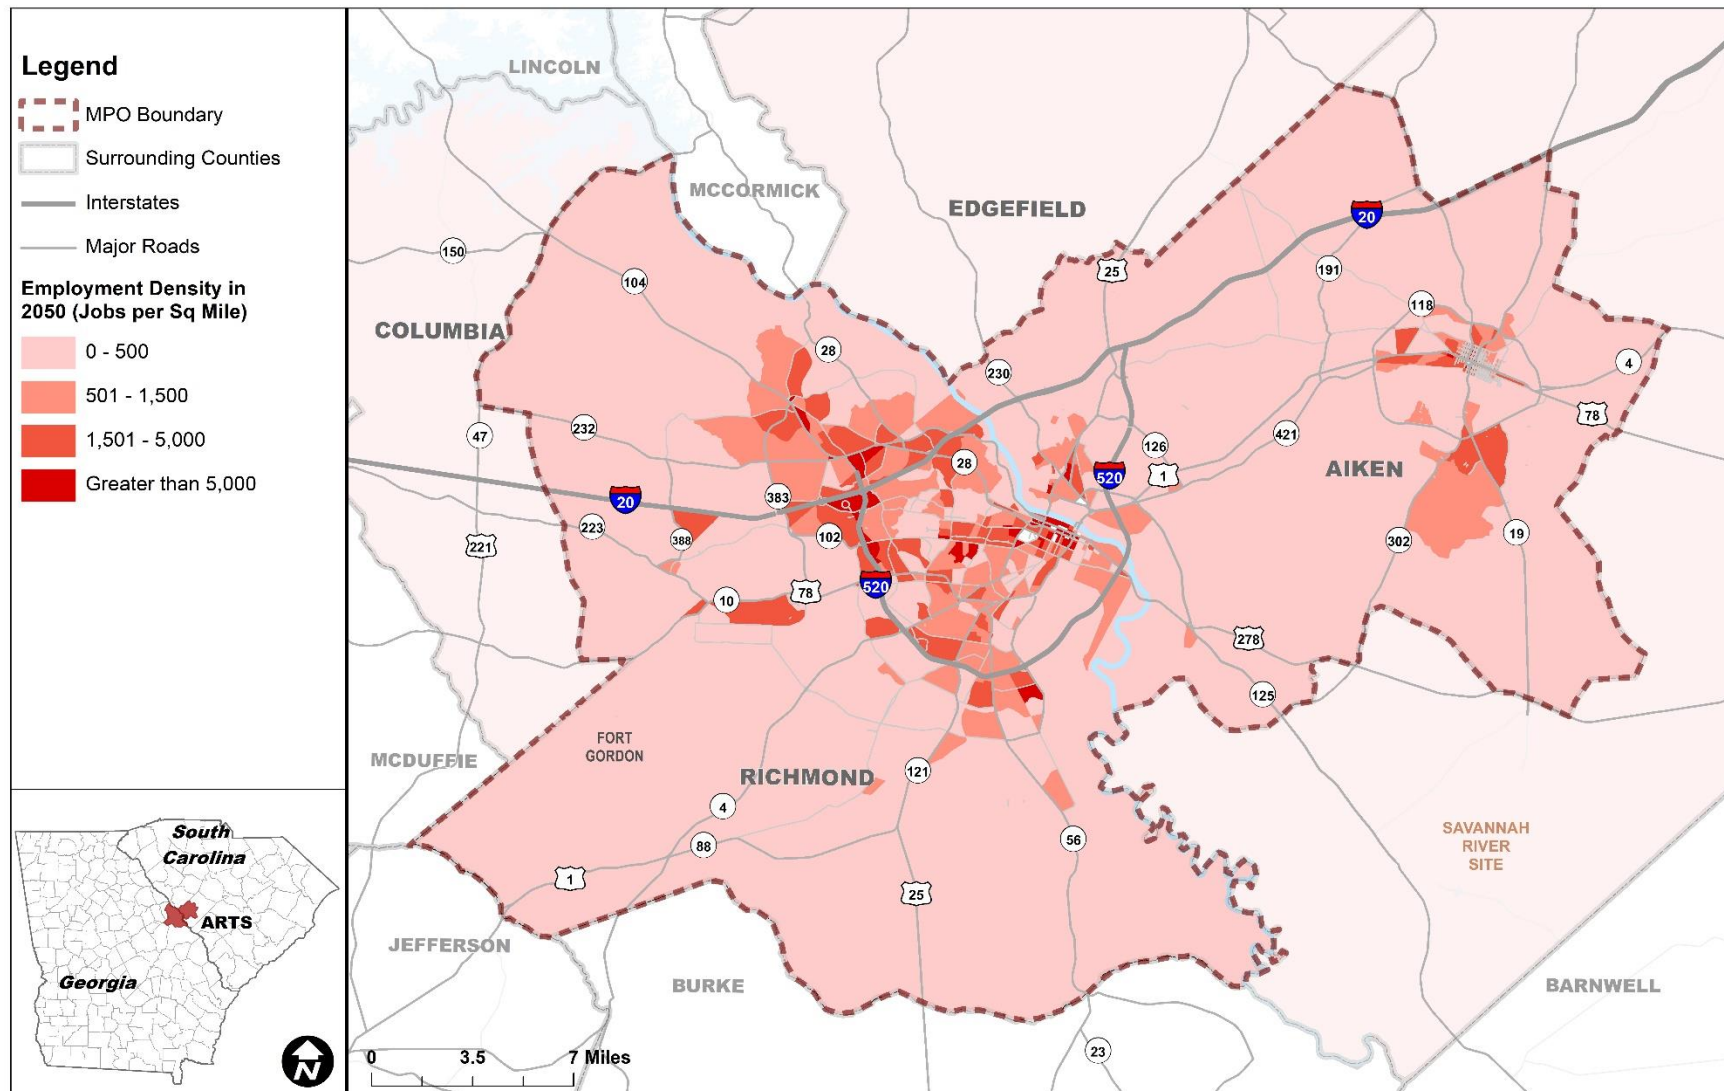 Legend
MPO Boundary
Surrounding Counties
Interstates
Major Roads
Employment Density in
2050 (Jobs per Sq Mile)
0 - 500
501 - 1,500
1,501 - 5,000
Greater than 5,000
South
Carolina
ARTS
Georgia
N
LINCOLN
MCCORMICK
EDGEFIELD
20
150
25
191
104
118
COLUMBIA
28
4
230
78
232
47
421
126
28
AIKEN
520
1
383
20
223
102
388
221
302
19
520
78
10
278
125
FORT
GORDON
MCDUFFIE
RICHMOND
121
4
56
88
SAVANNAH
RIVER
SITE
1
25
JEFFERSON
BURKE
BARNWELL
23
0 3.5 7 Miles